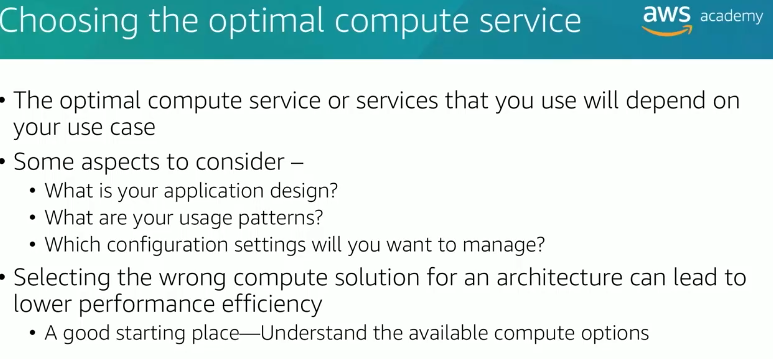 Choosing the optimal compute service
aws academy
• The optimal compute service or services that you use will depend on
your use case
• Some aspects to consider –
• What is your application design?
• What are your usage patterns?
• Which configuration settings will you want to manage?
• Selecting the wrong compute solution for an architecture can lead to
lower performance efficiency
• A good starting place—Understand the available compute options